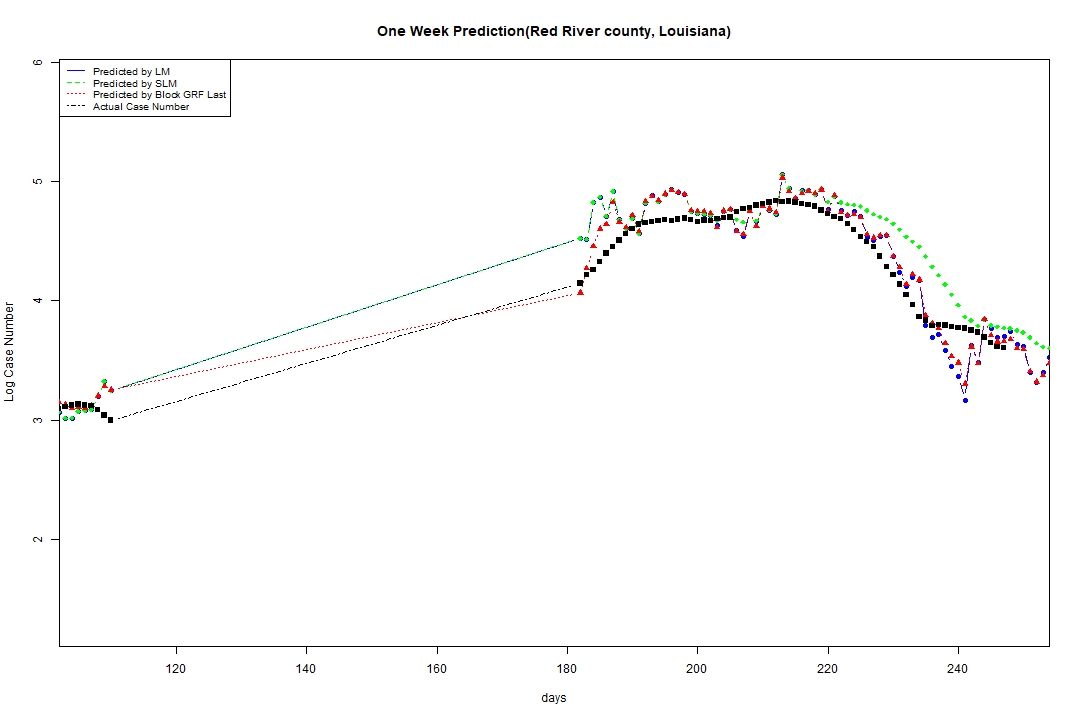 One Week Prediction(Red River county, Louisiana)
Predicted by LM
Predicted by SLM
Predicted by Block GRF Last
Actual Case Number
6
5
4
3
2
Log Case Number
120 140 160 180 200 220 240
days